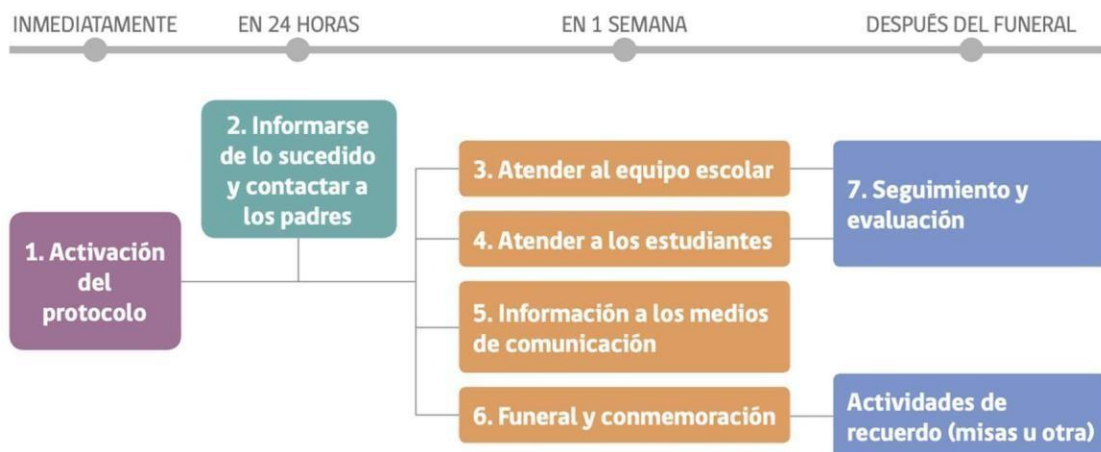 INMEDIATAMENTE
EN 24 HORAS
EN 1 SEMANA
DESPUÉS DEL FUNERAL
1. Activación
del
protocolo
2. Informarse
de lo sucedido
y contactar a
los padres
3. Atender al equipo escolar
4. Atender a los estudiantes
5. Información a los medios
de comunicación
6. Funeral y conmemoración
7. Seguimiento y
evaluación
Actividades de
recuerdo (misas u otra)